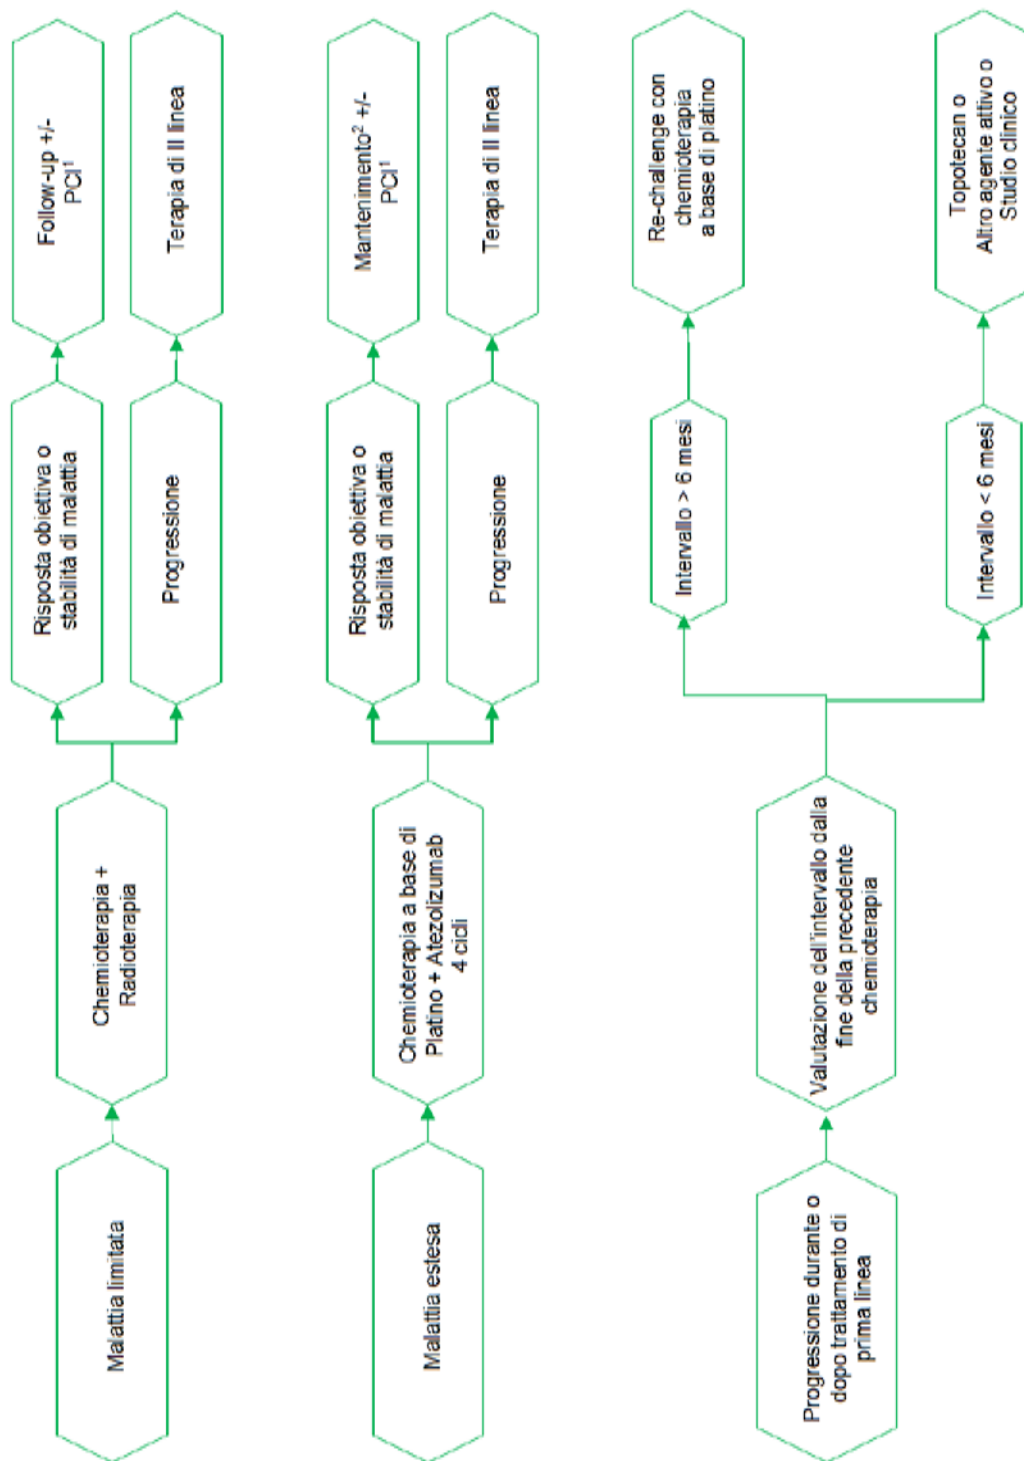 Malattia limitata
Chemioterapia +
Radioterapia
Risposta obiettiva o
stabilità di malattia
Follow-up +/-
PCI¹
Progressione
Terapia di II linea
Malattia estesa
Chemioterapia a base di
Platino + Atezolizumab
4 cicli
Risposta obiettiva o
stabilità di malattia
Mantenimento² +/-
PCI¹
Progressione
Terapia di II linea
Progressione durante o
dopo trattamento di
prima linea
Valutazione dell'intervallo dalla
fine della precedente
chemioterapia
Intervallo > 6 mesi
Re-challenge con
chemioterapia
a base di platino
Intervallo < 6 mesi
Topotecan o
Altro agente attivo o
Studio clinico